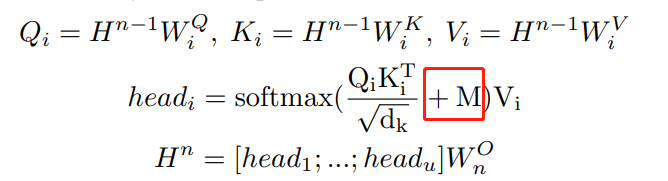 Q_i = H^{n-1}W_i^Q, K_i = H^{n-1}W_i^K, V_i = H^{n-1}W_i^V
head_i = softmax(\frac{Q_i K_i^T}{\sqrt{d_k}} + M)V_i
H^n = [head_1; ...; head_u]W_n^O